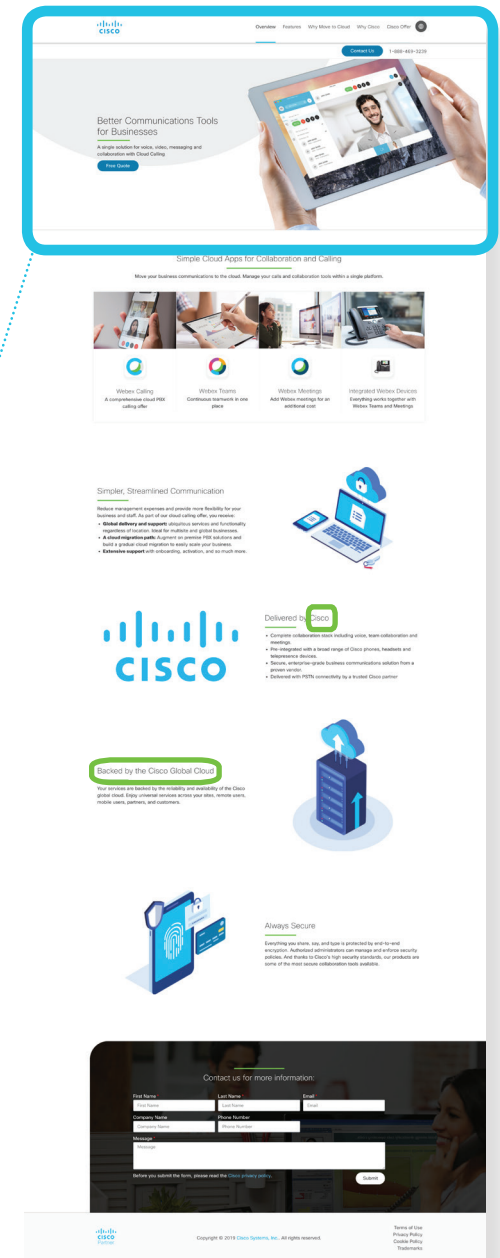 CISCO
Overview Features Why Move to Cloud Why Cisco Cisco Offer
Contact Us 1-888-469-3239
Better Communications Tools
for Businesses
A single solution for voice, video, messaging and
collaboration with Cloud Calling
Free Quote
Simple Cloud Apps for Collaboration and Calling
Move your business communications to the cloud. Manage your calls and collaboration tools within a single platform.
Webex Calling
A comprehensive cloud PBX
calling offer
Webex Teams
Continuous teamwork in one
place
Webex Meetings
Add Webex meetings for an
additional cost
Integrated Webex Devices
Everything works together with
Webex Teams and Meetings
Simpler, Streamlined Communication
Reduce management expenses and provide more flexibility for your
business and staff. As part of our cloud calling offer, you receive:
• Global delivery and support: ubiquitous services and functionality
regardless of location. Ideal for multisite and global businesses.
• A cloud migration path: Augment on premise PBX solutions and
build a gradual cloud migration to easily scale your business.
• Extensive support with onboarding, activation, and so much more.
CISCO
Delivered by Cisco
• Complete collaboration stack including voice, team collaboration and
meetings.
• Pre-integrated with a broad range of Cisco phones, headsets and
telepresence devices.
• Secure, enterprise-grade business communications solution from a
proven vendor.
• Delivered with PSTN connectivity by a trusted Cisco partner
Backed by the Cisco Global Cloud
Your services are backed by the reliability and availability of the Cisco
global cloud. Enjoy universal services across your sites, remote users,
mobile users, partners, and customers.
Always Secure
Everything you share, say, and type is protected by end-to-end
encryption. Authorized administrators can manage and enforce security
policies. And thanks to Cisco's high security standards, our products are
some of the most secure collaboration tools available.
Contact us for more information:
First Name Last Name Email
First Name Last Name Email
Company Name Phone Number
Company Name Phone Number
Message
Message
Before you submit the form, please read the Cisco privacy policy.
Submit
CISCO
Partner
Copyright © 2019 Cisco Systems, Inc.. All rights reserved.
Terms of Use
Privacy Policy
Cookie Policy
Trademarks